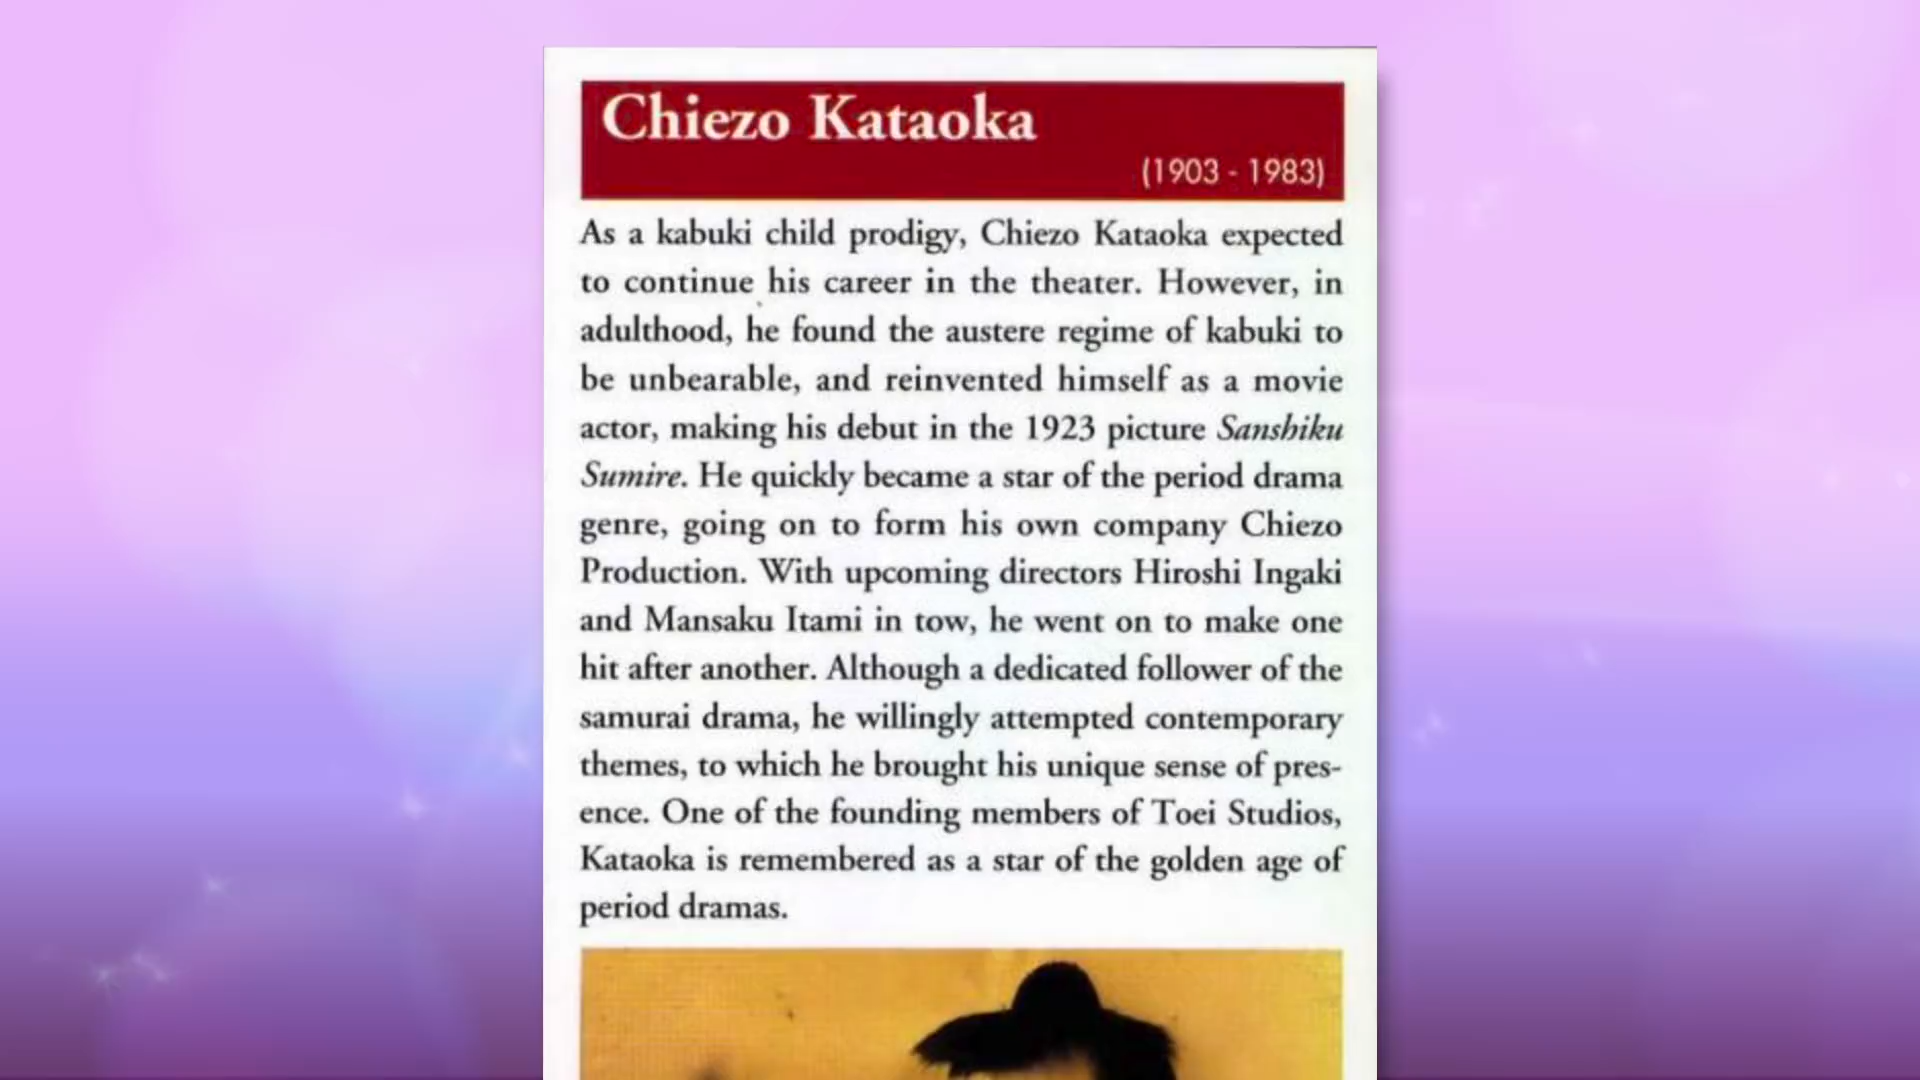 Chiezo Kataoka
(1903 - 1983)
As a kabuki child prodigy, Chiezo Kataoka expected
to continue his career in the theater. However, in
adulthood, he found the austere regime of kabuki to
be unbearable, and reinvented himself as a movie
actor, making his debut in the 1923 picture Sanshiku
Sumire. He quickly became a star of the period drama
genre, going on to form his own company Chiezo
Production. With upcoming directors Hiroshi Ingaki
and Mansaku Itami in tow, he went on to make one
hit after another. Although a dedicated follower of the
samurai drama, he willingly attempted contemporary
themes, to which he brought his unique sense of pres-
ence. One of the founding members of Toei Studios,
Kataoka is remembered as a star of the golden age of
period dramas.